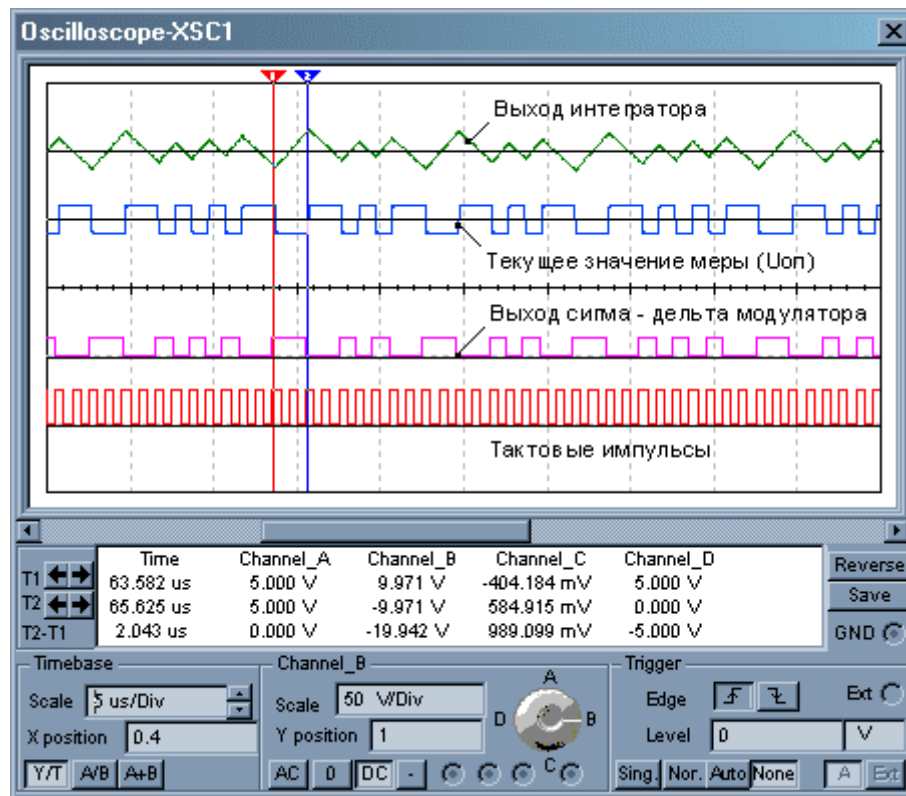 Oscilloscope-XSC1
1 2
Выход интегратора
Текущее значение меры (Uоп)
Выход сигма - дельта модулятора
Тактовые импульсы
Time Channel_A Channel_B Channel_C Channel_D
T1 63.582 us 5.000 V 9.971 V -404.184 mV 5.000 V
T2 65.625 us 5.000 V -9.971 V 584.915 mV 0.000 V
T2-T1 2.043 us 0.000 V -19.942 V 989.099 mV -5.000 V
Reverse
Save
GND
Timebase
Scale 5 us/Div
X position 0.4
Y/T A/B A+B
Channel_B
Scale 50 V/Div
Y position 1
AC 0 DC -
A
B
C
D
Trigger
Edge Ext
Level 0 V
Sing. Nor. Auto None A Ext